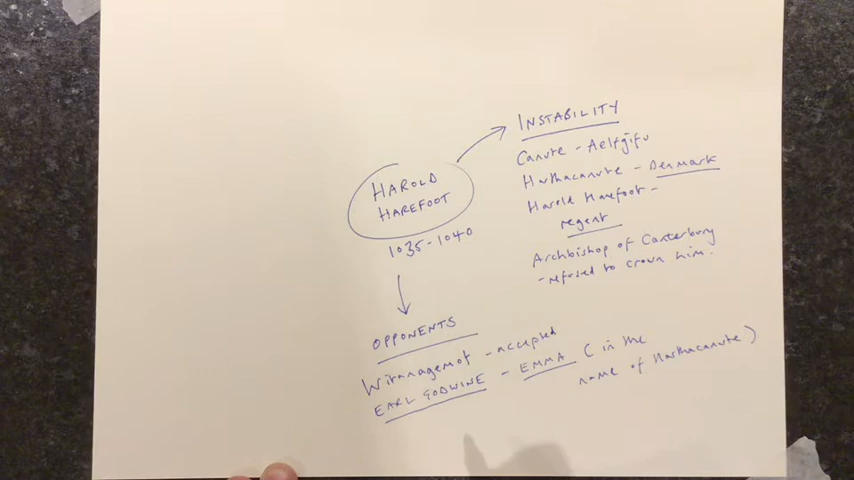 HAROLD
HAREFOOT
1035-1040
INSTABILITY
Canute - Aelfgifu
Harthacanute - Denmark
Harold Harefoot -
regent
Archbishop of Canterbury
- refused to crown him.
OPPONENTS
Witannagemot - accepted
EARL GODWINE - EMMA (in the
name of Harthacanute)